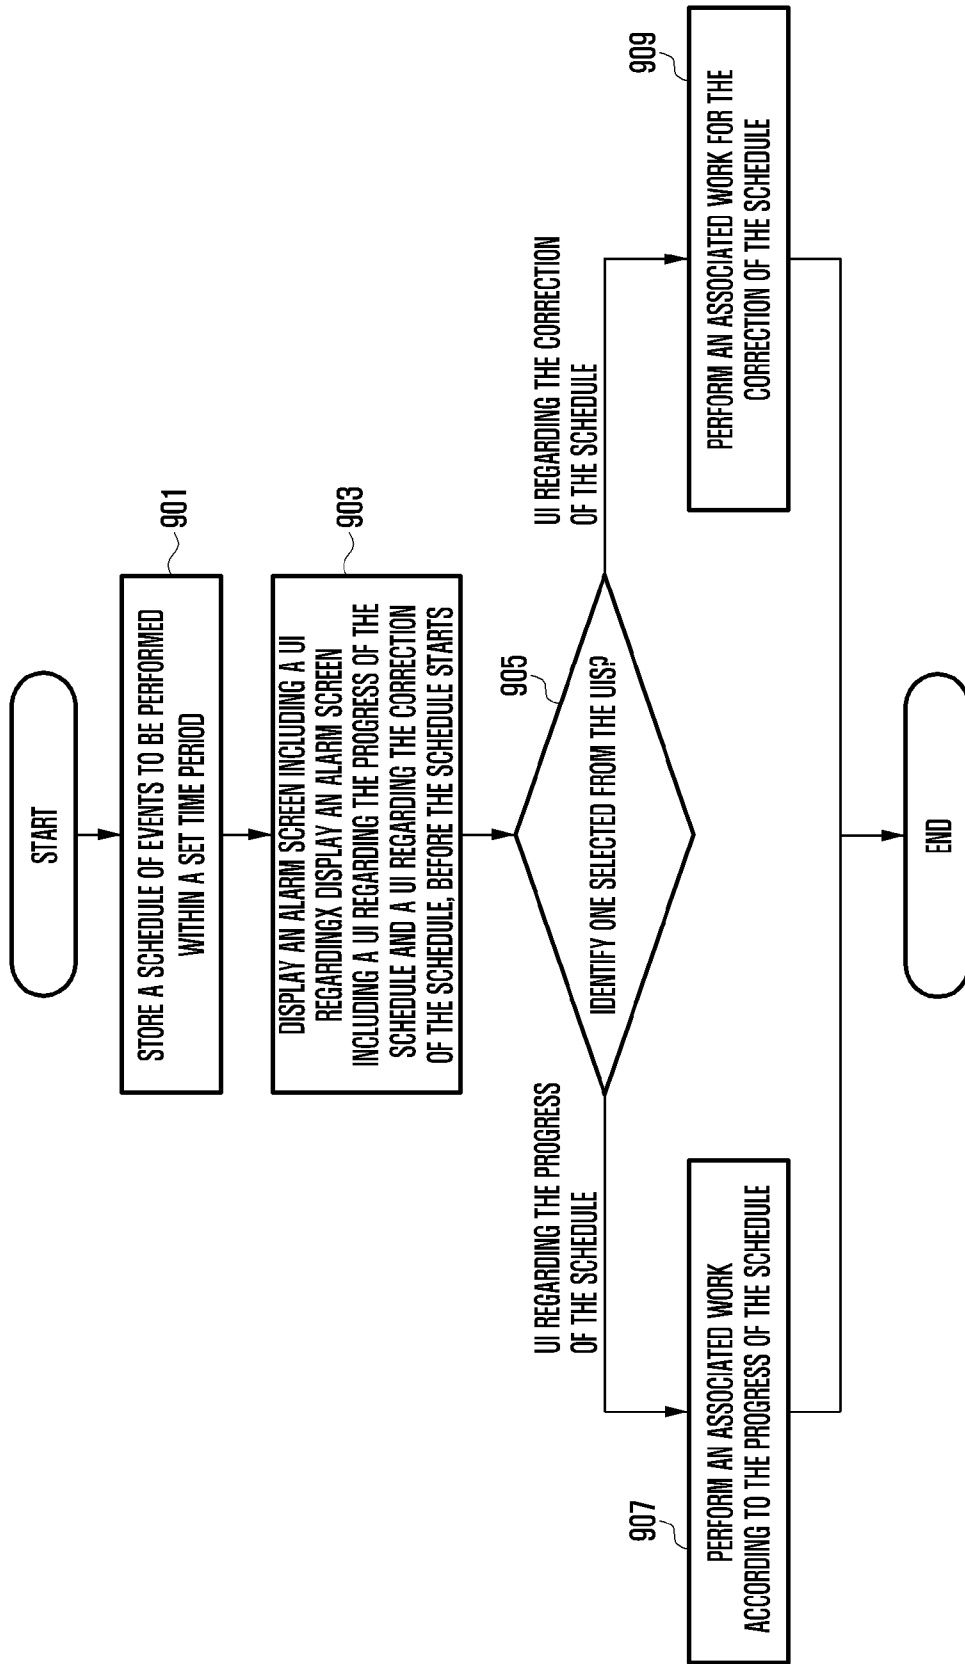 START
901
STORE A SCHEDULE OF EVENTS TO BE PERFORMED
WITHIN A SET TIME PERIOD
903
DISPLAY AN ALARM SCREEN INCLUDING A UI
REGARDINGX DISPLAY AN ALARM SCREEN
INCLUDING A UI REGARDING THE PROGRESS OF THE
SCHEDULE AND A UI REGARDING THE CORRECTION
OF THE SCHEDULE, BEFORE THE SCHEDULE STARTS
905
IDENTIFY ONE SELECTED FROM THE UIS?
UI REGARDING THE PROGRESS
OF THE SCHEDULE
UI REGARDING THE CORRECTION
OF THE SCHEDULE
907
PERFORM AN ASSOCIATED WORK
ACCORDING TO THE PROGRESS OF THE SCHEDULE
909
PERFORM AN ASSOCIATED WORK FOR THE
CORRECTION OF THE SCHEDULE
END